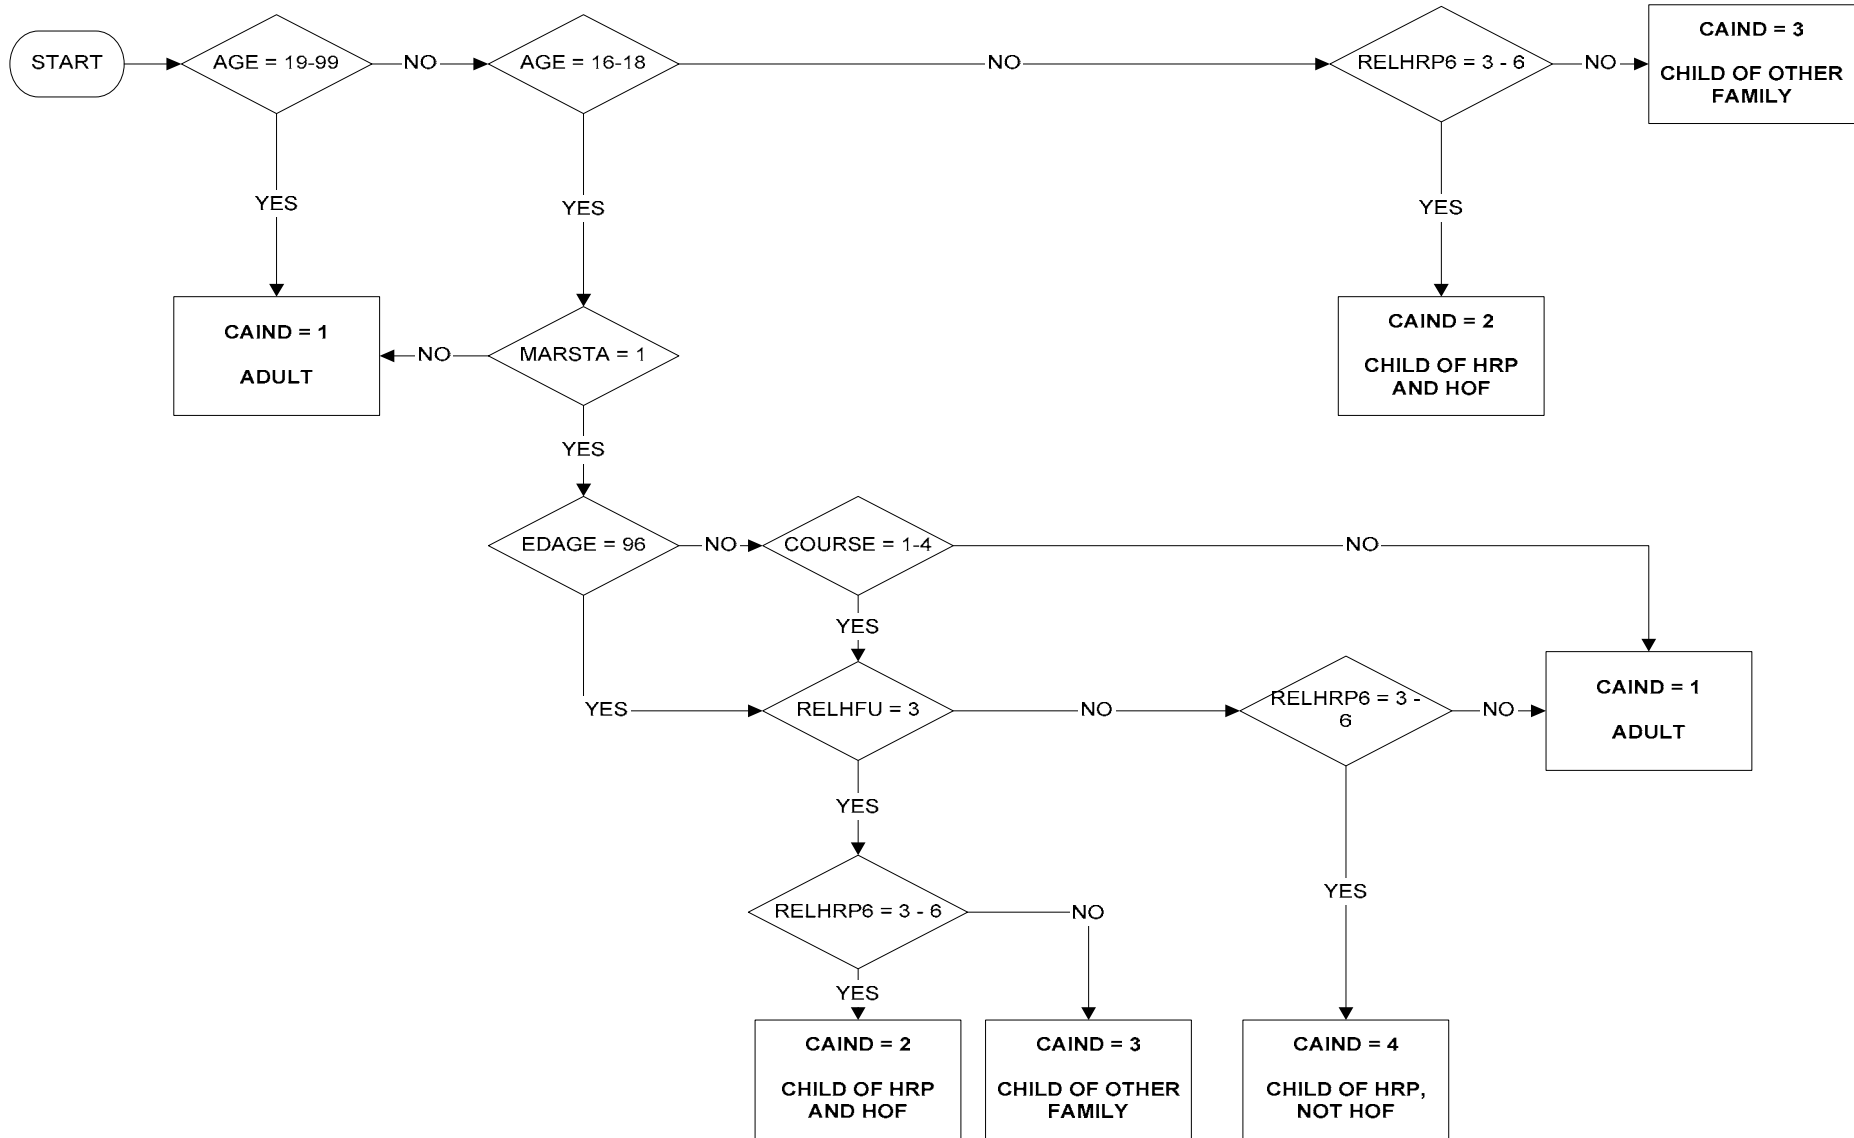 START
AGE = 19-99
NO
AGE = 16-18
NO
RELHRP6 = 3 - 6
NO
CAIND = 3
CHILD OF OTHER
FAMILY
YES
YES
YES
CAIND = 1
ADULT
NO
MARSTA = 1
CAIND = 2
CHILD OF HRP
AND HOF
YES
EDAGE = 96
NO
COURSE = 1-4
NO
YES
YES
RELHFU = 3
NO
RELHRP6 = 3 -
6
NO
CAIND = 1
ADULT
YES
YES
RELHRP6 = 3 - 6
NO
YES
CAIND = 2
CHILD OF HRP
AND HOF
CAIND = 3
CHILD OF OTHER
FAMILY
CAIND = 4
CHILD OF HRP,
NOT HOF